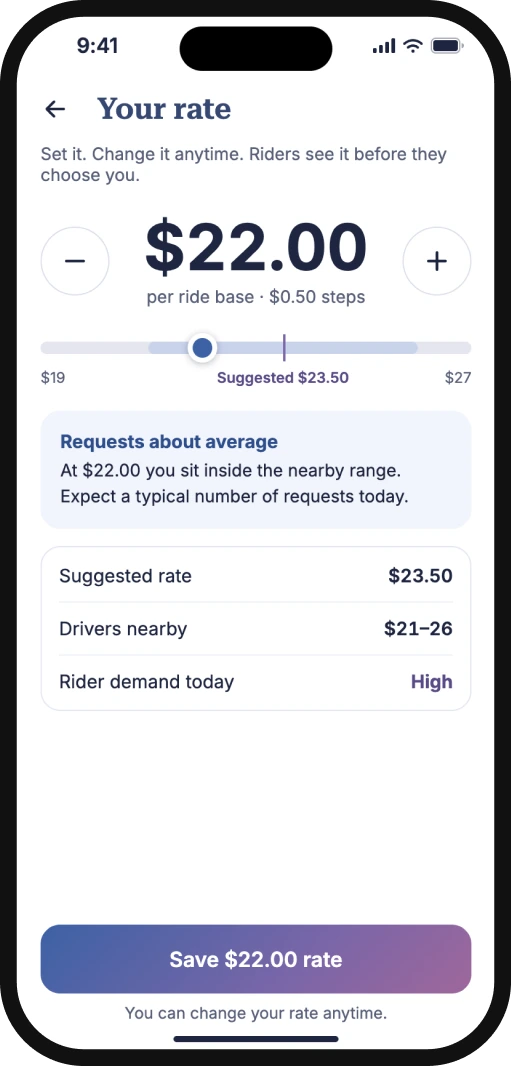 9:41
Your rate
Set it. Change it anytime. Riders see it before they
choose you.
$22.00
per ride base · $0.50 steps
$19
Suggested $23.50
$27
Requests about average
At $22.00 you sit inside the nearby range.
Expect a typical number of requests today.
Suggested rate $23.50
Drivers nearby $21–26
Rider demand today High
Save $22.00 rate
You can change your rate anytime.